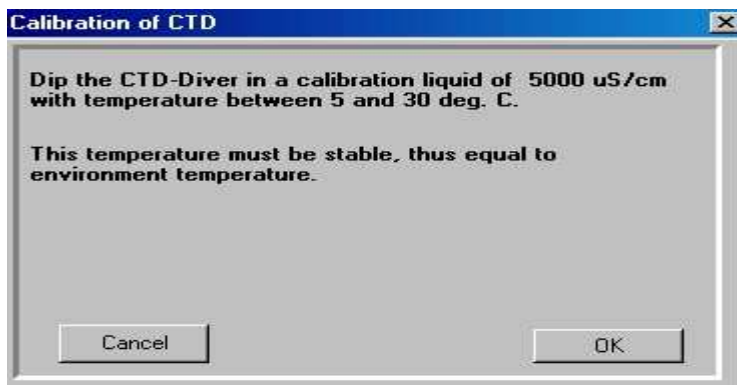 Calibration of CTD
Dip the CTD-Diver in a calibration liquid of 5000 uS/cm
with temperature between 5 and 30 deg. C.
This temperature must be stable, thus equal to
environment temperature.
Cancel
OK